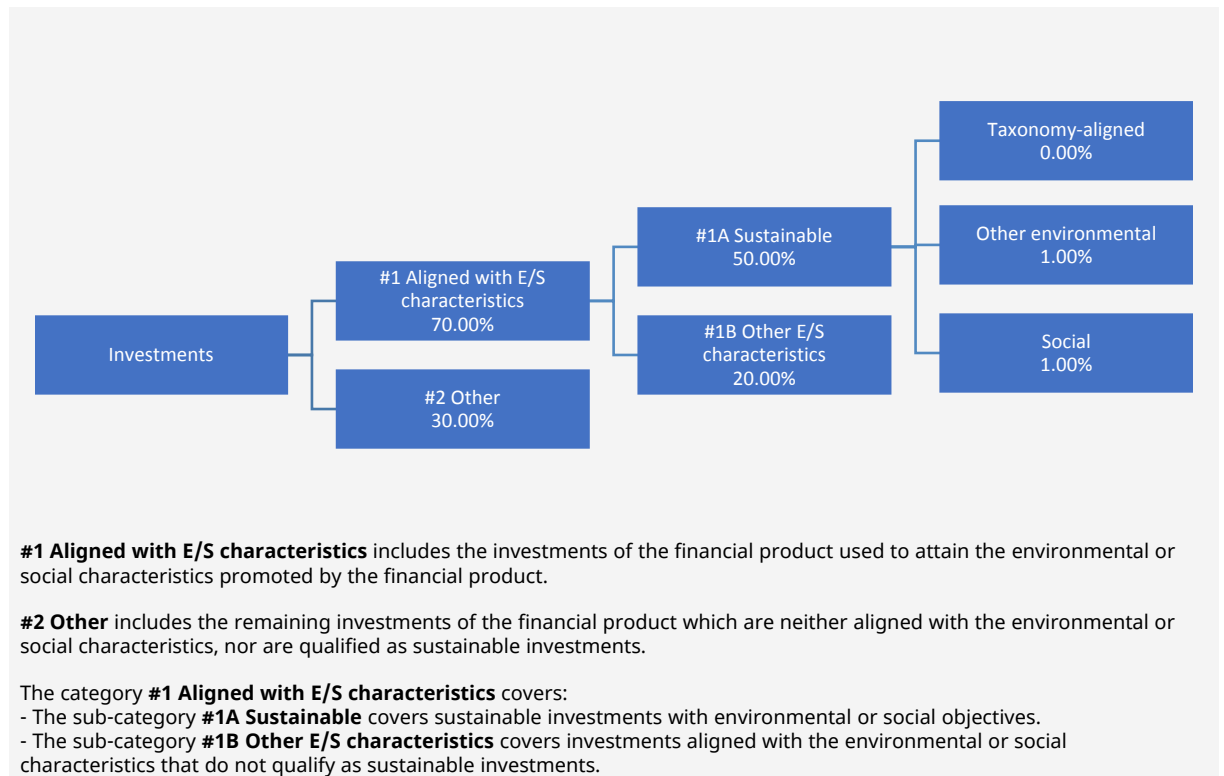 Investments
#1 Aligned with E/S
characteristics
70.00%
#2 Other
30.00%
#1A Sustainable
50.00%
#1B Other E/S
characteristics
20.00%
Taxonomy-aligned
0.00%
Other environmental
1.00%
Social
1.00%
#1 Aligned with E/S characteristics includes the investments of the financial product used to attain the environmental or
social characteristics promoted by the financial product.
#2 Other includes the remaining investments of the financial product which are neither aligned with the environmental or
social characteristics, nor are qualified as sustainable investments.
The category #1 Aligned with E/S characteristics covers:
- The sub-category #1A Sustainable covers sustainable investments with environmental or social objectives.
- The sub-category #1B Other E/S characteristics covers investments aligned with the environmental or social
characteristics that do not qualify as sustainable investments.